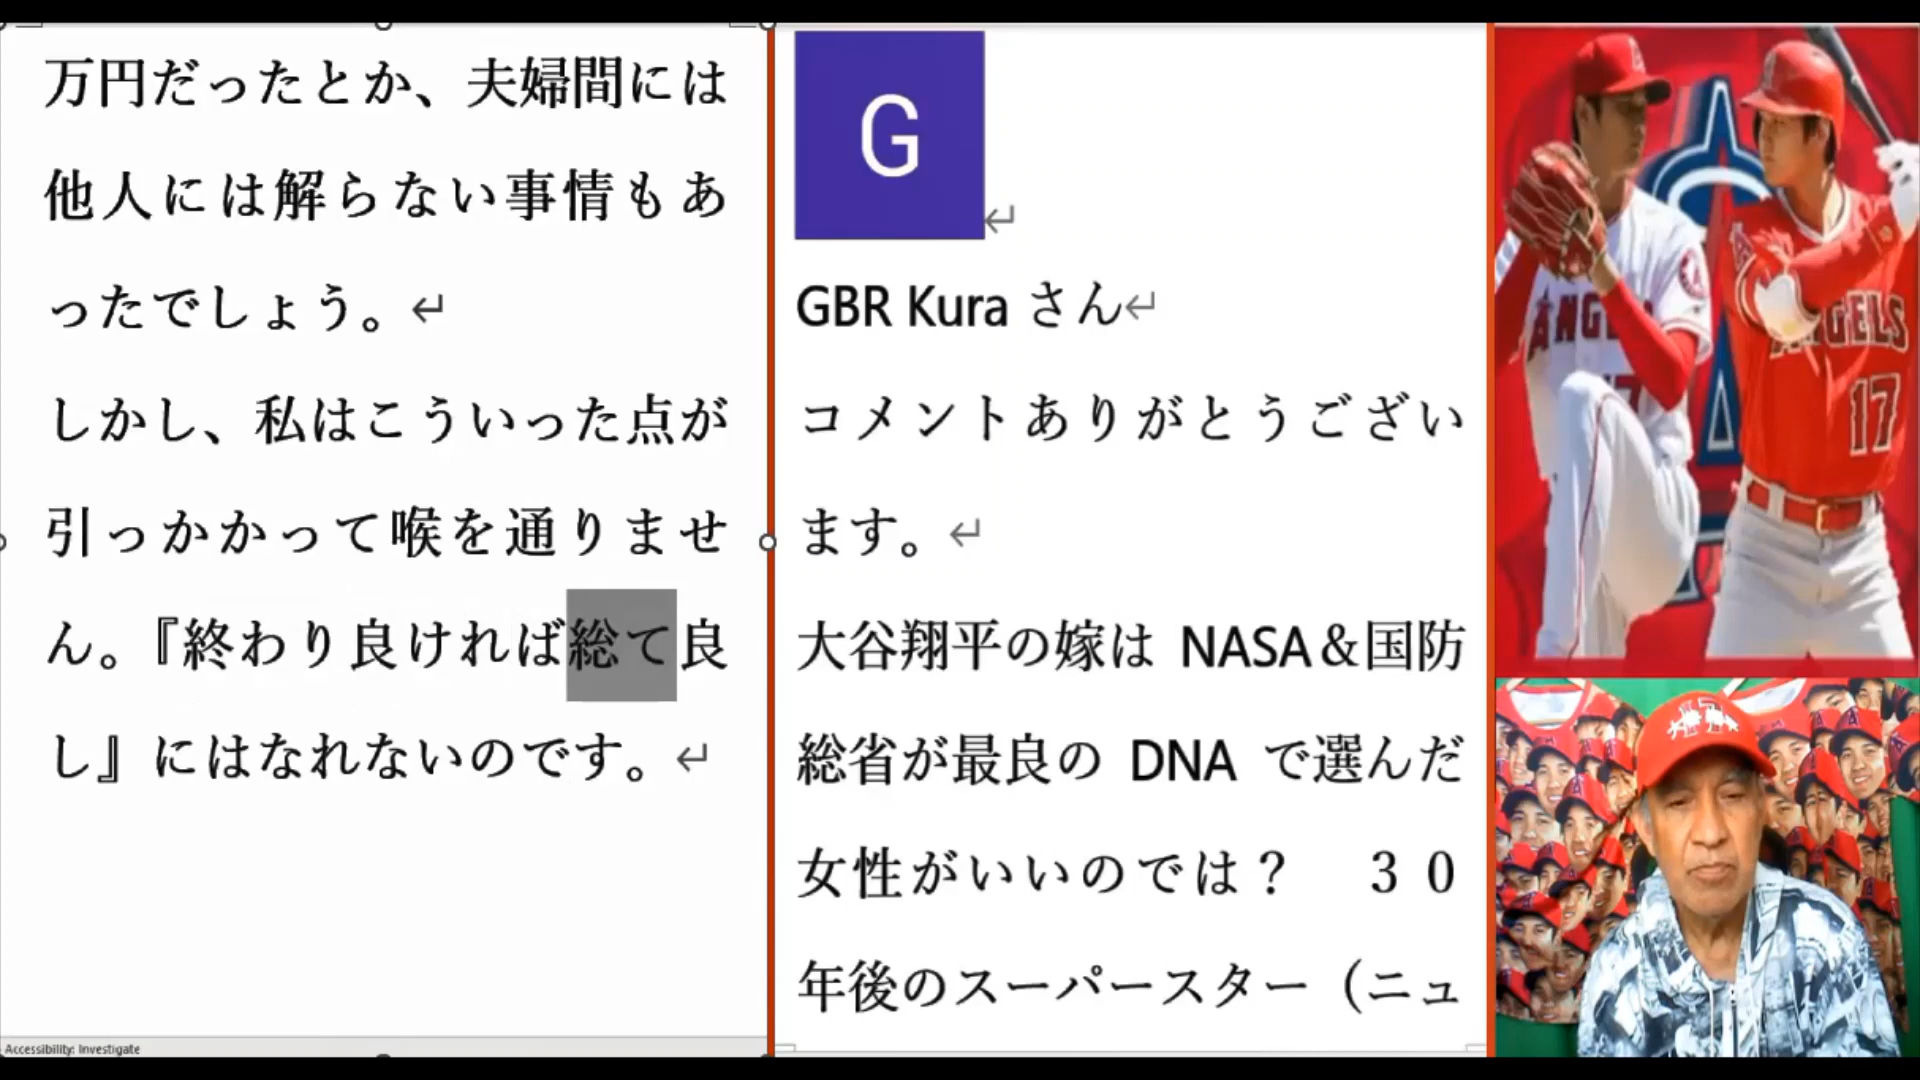 万円だったとか、夫婦間には
他人には解らない事情もあ
ったでしょう。↵
しかし、私はこういった点が
引っかかって喉を通りませ
ん。『終わり良ければ総て良
し』にはなれないのです。↵
Accessibility: Investigate
G
↵
GBR Kura さん↵
コメントありがとうござい
ます。↵
大谷翔平の嫁は NASA＆国防
総省が最良の DNA で選んだ
女性がいいのでは？　３０
年後のスーパースター（ニュ
ANGELS
17